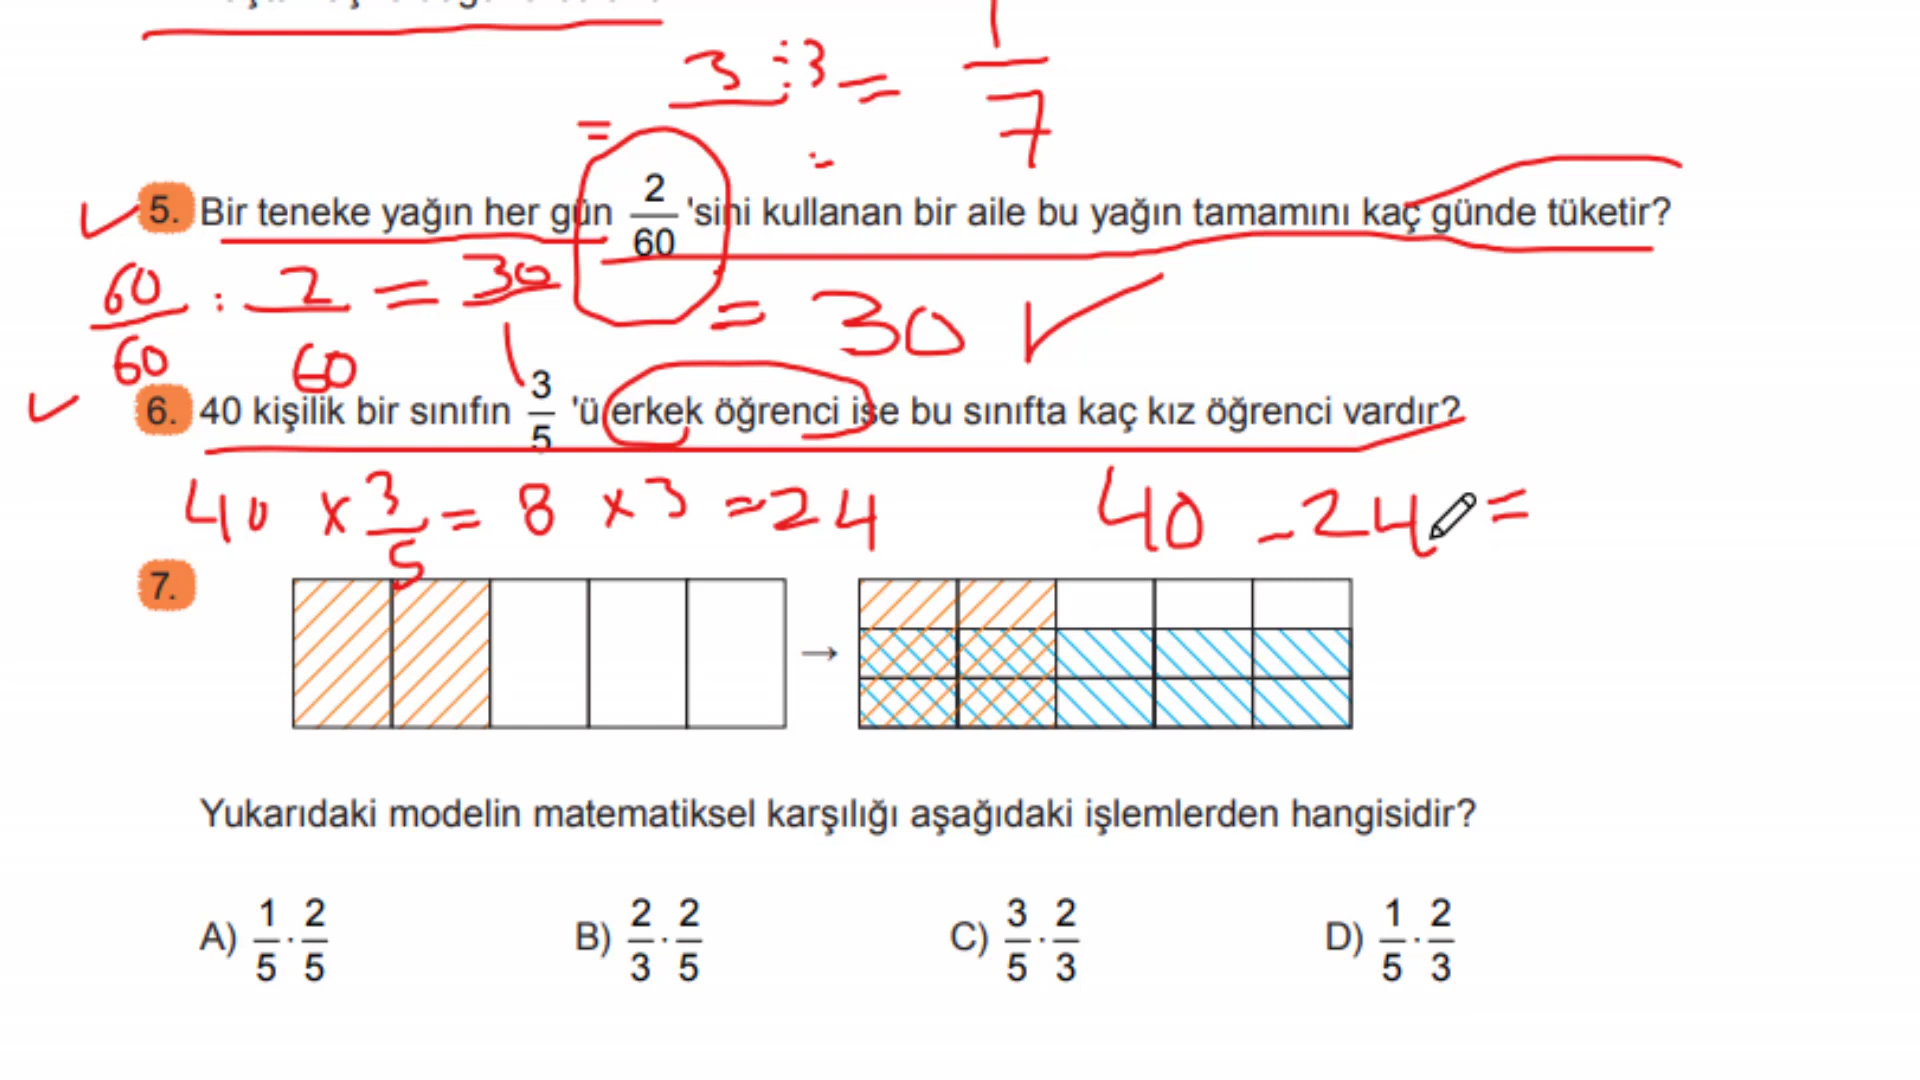 3 : 3 = 1/7
=
5. Bir teneke yağın her gün 2/60 'sini kullanan bir aile bu yağın tamamını kaç günde tüketir?
60/60 : 2/60 = 30/1 = 30
6. 40 kişilik bir sınıfın 3/5 'ü erkek öğrenci ise bu sınıfta kaç kız öğrenci vardır?
40 x 3/5 = 8 x 3 = 24 40 - 24 =
7.
→
Yukarıdaki modelin matematiksel karşılığı aşağıdaki işlemlerden hangisidir?
A) 1/5 · 2/5 B) 2/3 · 2/5 C) 3/5 · 2/3 D) 1/5 · 2/3